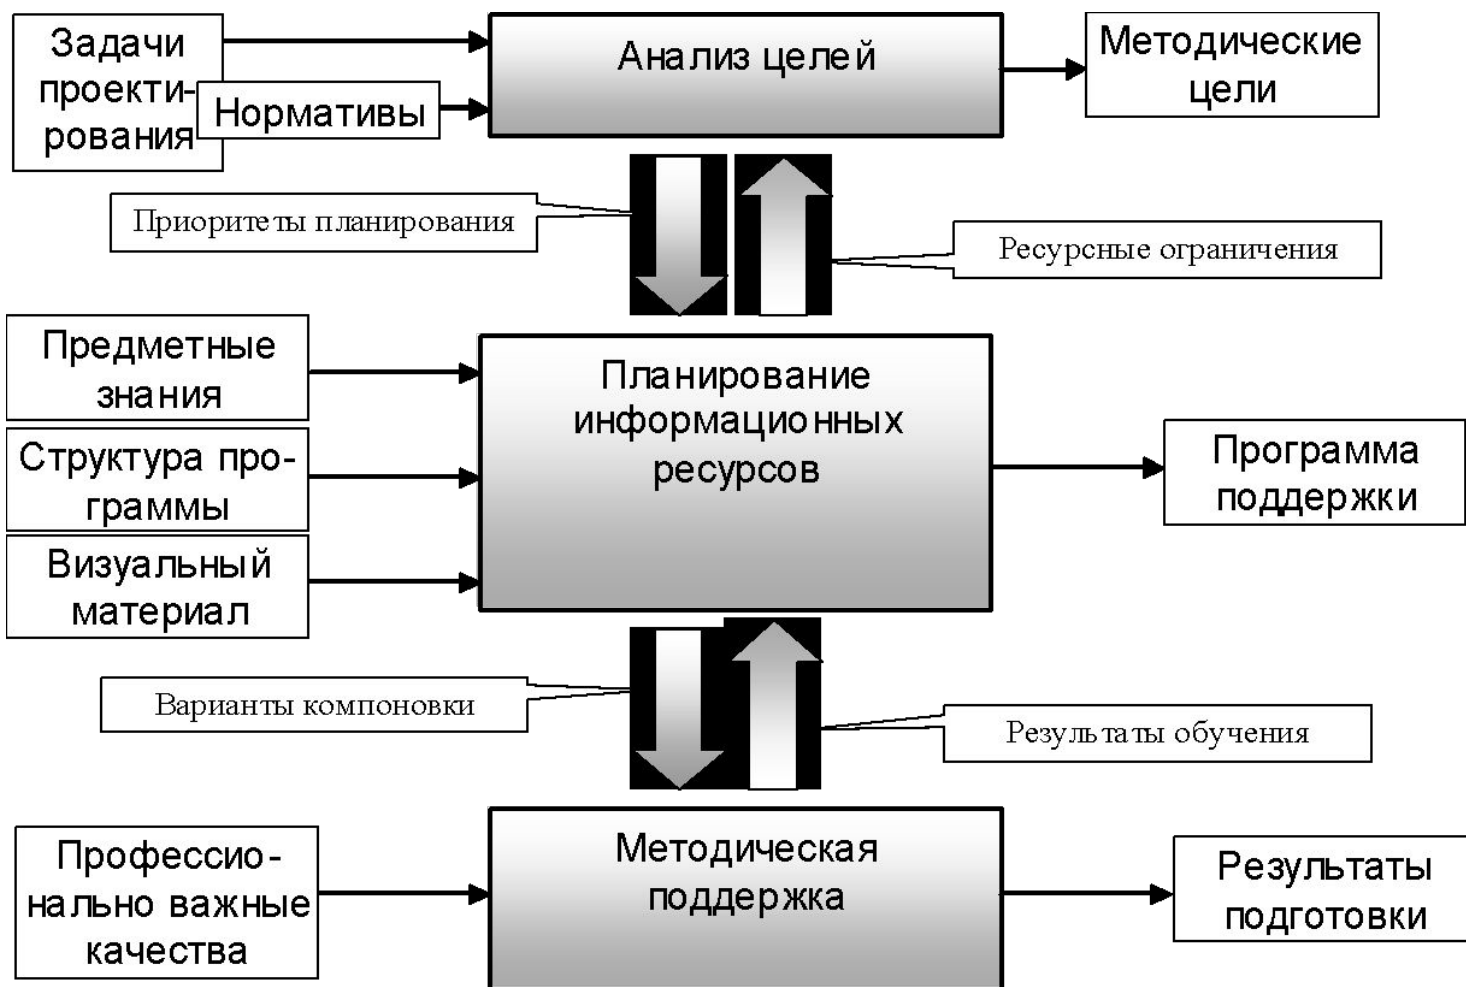 Задачи
проекти-
рования
Нормативы
Анализ целей
Методические
цели
Приоритеты планирования
Ресурсные ограничения
Предметные
знания
Структура про-
граммы
Визуальный
материал
Планирование
информационных
ресурсов
Программа
поддержки
Варианты компоновки
Результаты обучения
Профессио-
нально важные
качества
Методическая
поддержка
Результаты
подготовки